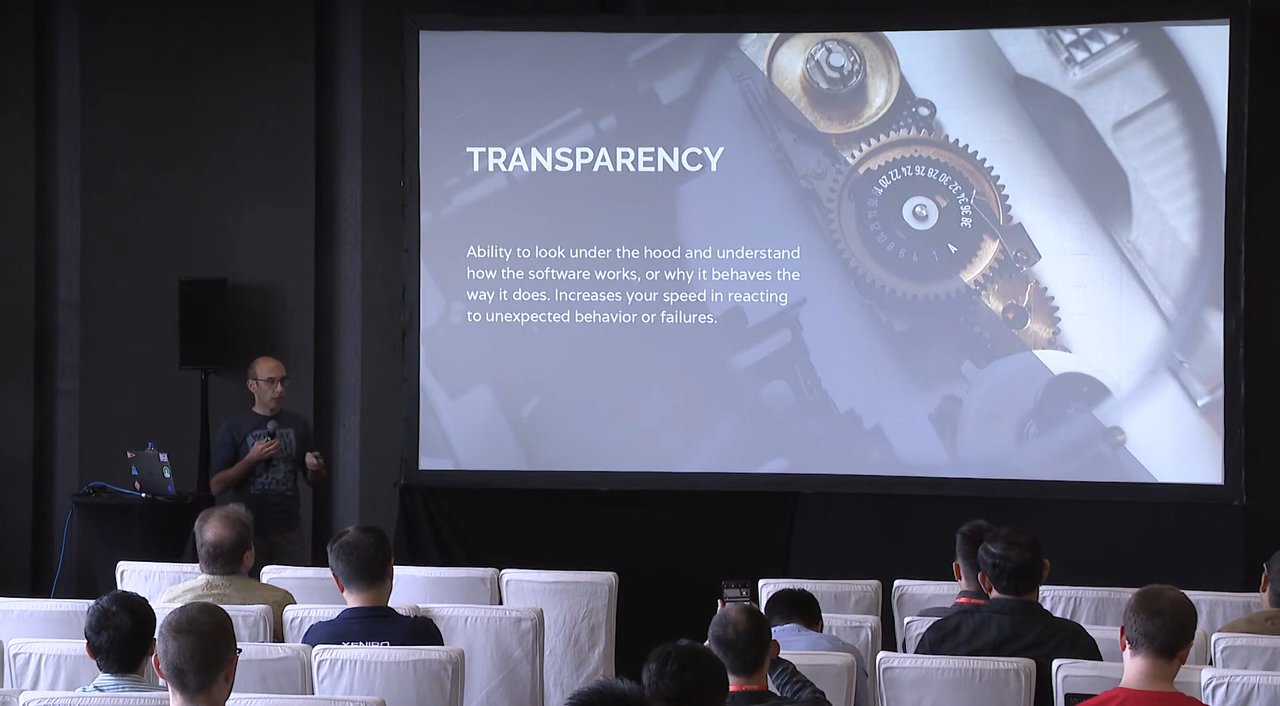 TRANSPARENCY
Ability to look under the hood and understand
how the software works, or why it behaves the
way it does. Increases your speed in reacting
to unexpected behavior or failures.